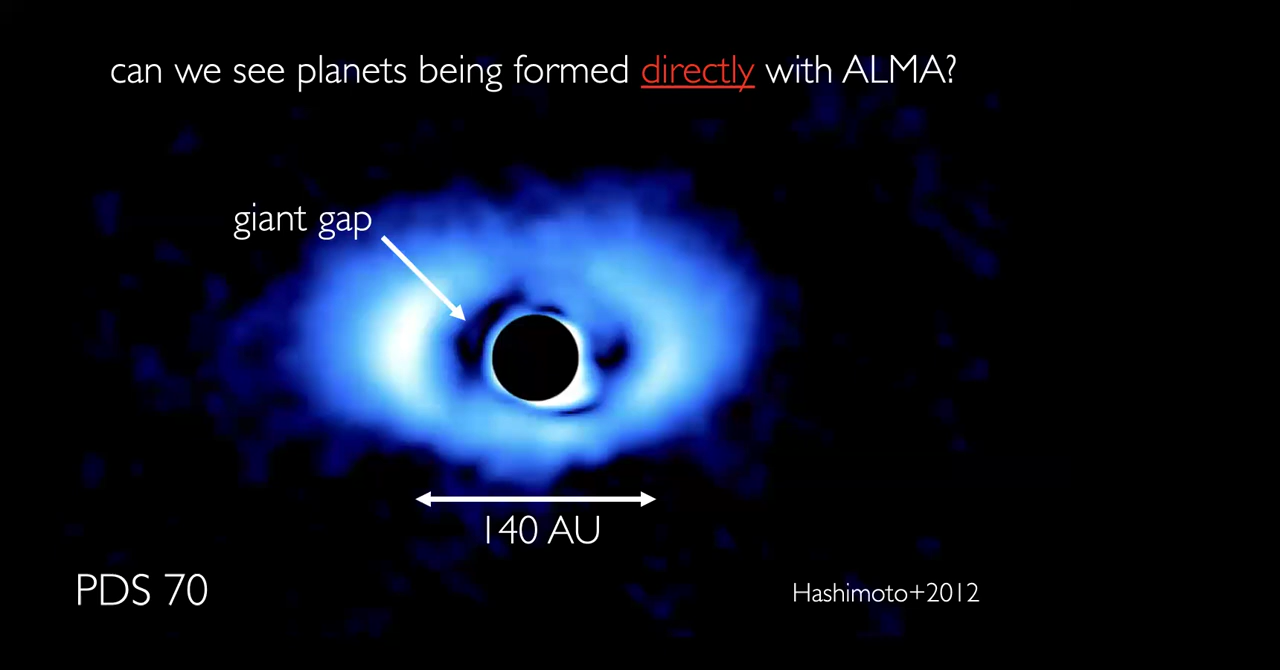 can we see planets being formed directly with ALMA?
giant gap
140 AU
PDS 70
Hashimoto+2012